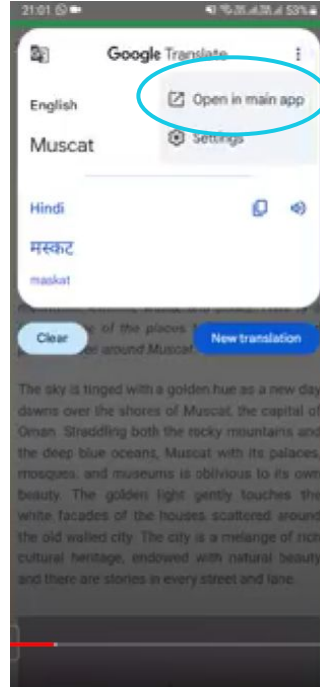 21:01 53%
Google Translate
Open in main app
English
Settings
Muscat
Hindi
मस्कट
maskat
of the places
Clear
New translation
around Muscat
The sky is tinged with a golden hue as a new day
dawns over the shores of Muscat, the capital of
Oman. Straddling both the rocky mountains and
the deep blue oceans, Muscat with its palaces,
mosques, and museums is oblivious to its own
beauty. The golden light gently touches the
white facades of the houses scattered around
the old walled city. The city is a melange of rich
cultural heritage, endowed with natural beauty
and there are stories in every street and lane.